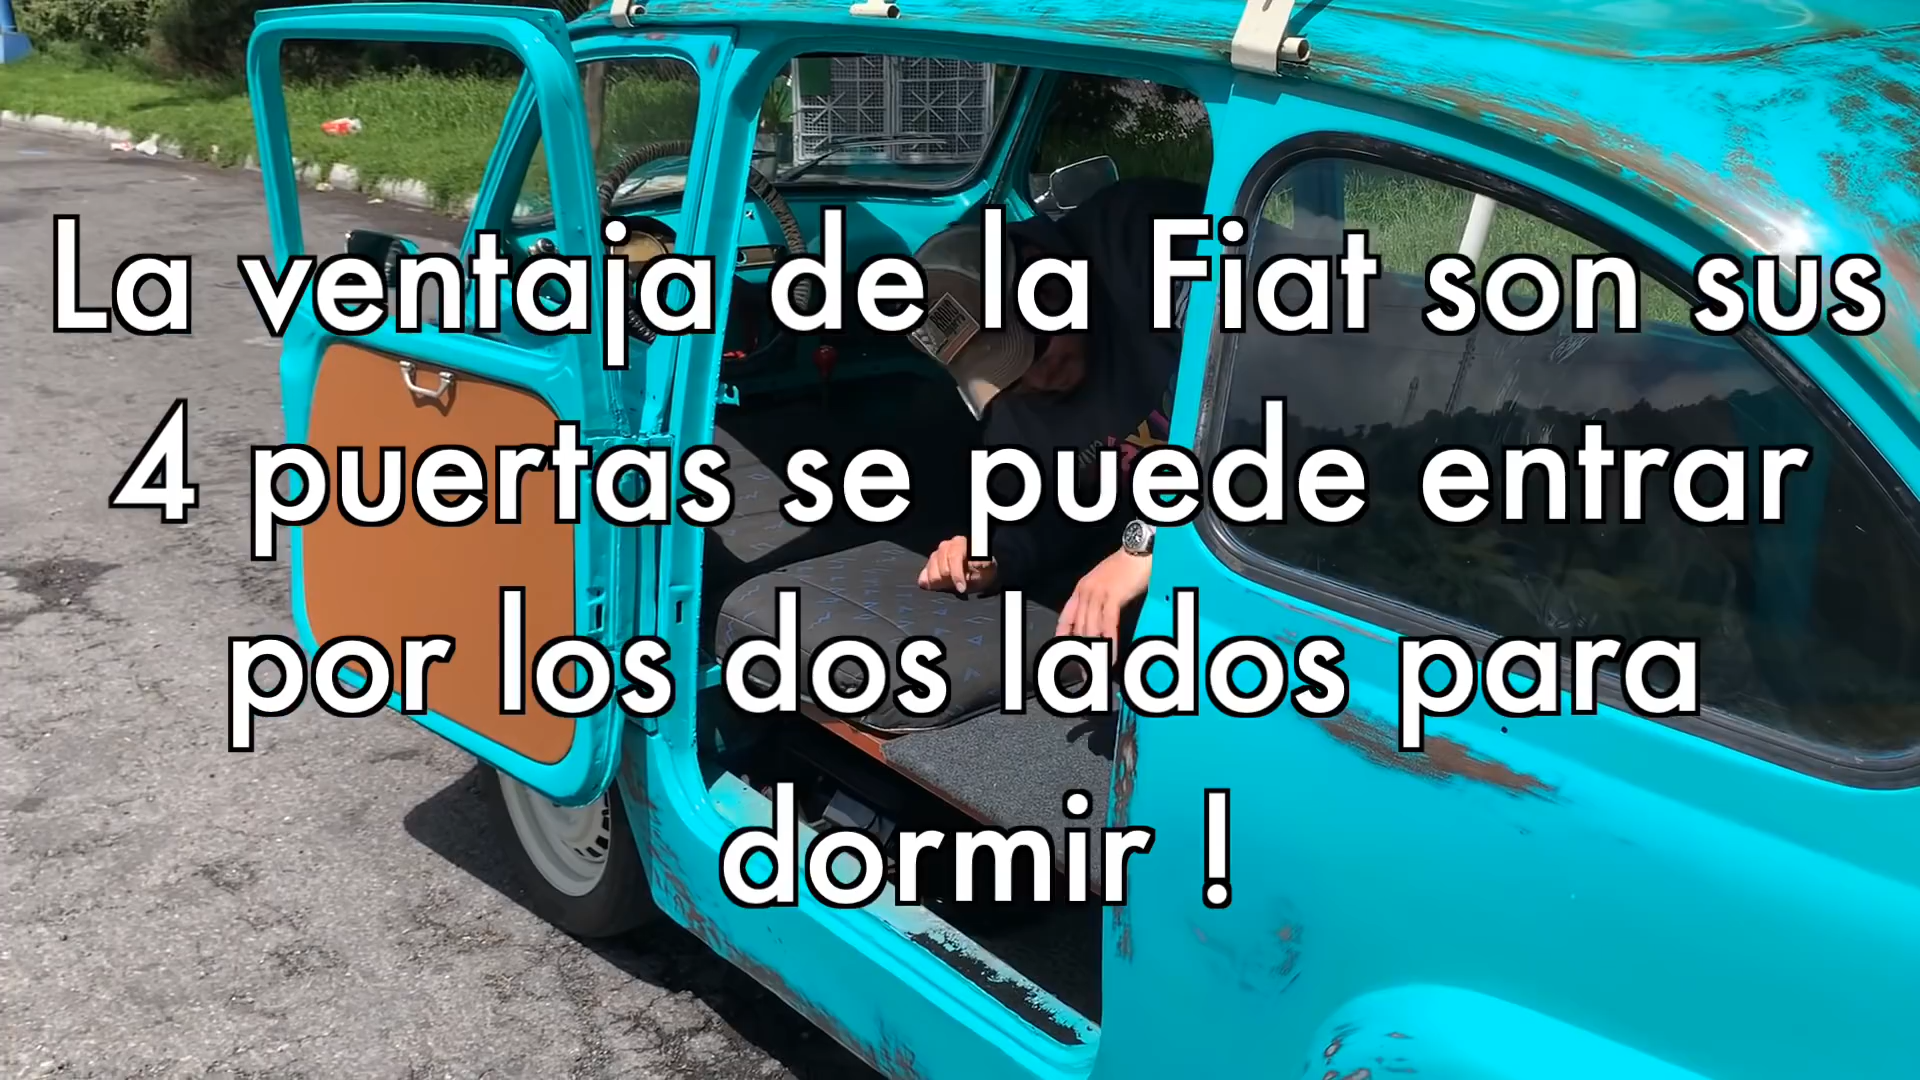 La ventaja de la Fiat son sus
4 puertas se puede entrar
por los dos lados para
dormir !